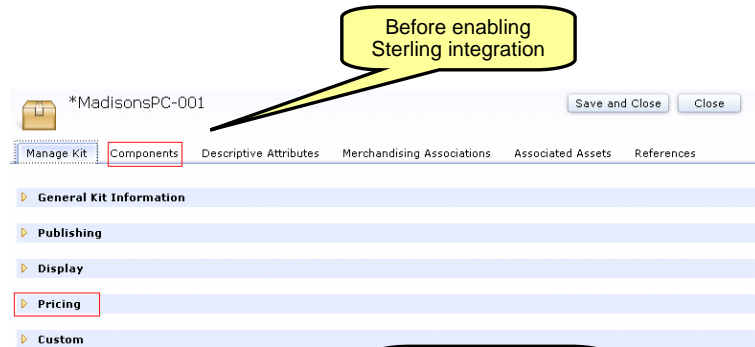 Before enabling
Sterling integration
*MadisonsPC-001
Save and Close Close
Manage Kit Components Descriptive Attributes Merchandising Associations Associated Assets References
General Kit Information
Publishing
Display
Pricing
Custom